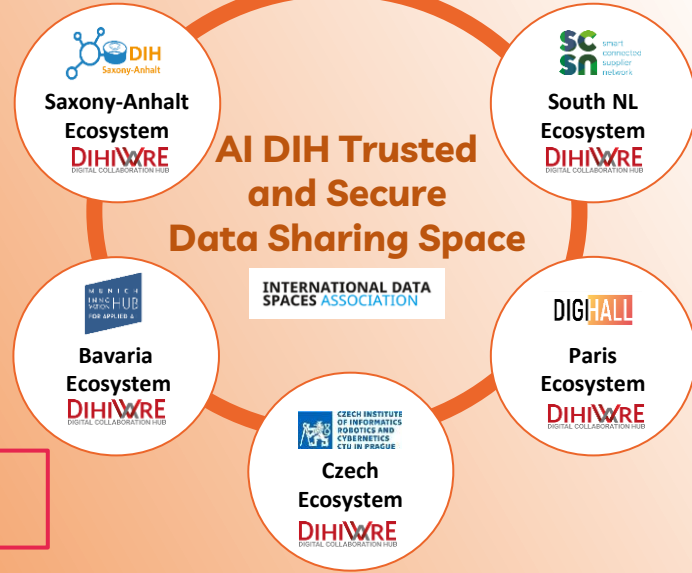 DIH
Saxony-Anhalt
Saxony-Anhalt
Ecosystem
DIHIWARE
DIGITAL COLLABORATION HUB
SCSN
smart
connected
supplier
network
South NL
Ecosystem
DIHIWARE
DIGITAL COLLABORATION HUB
AI DIH Trusted
and Secure
Data Sharing Space
INTERNATIONAL DATA
SPACES ASSOCIATION
MUNICH
INNOVATION HUB
FOR APPLIED AI
Bavaria
Ecosystem
DIHIWARE
DIGITAL COLLABORATION HUB
DIGIHALL
Paris
Ecosystem
DIHIWARE
DIGITAL COLLABORATION HUB
CZECH INSTITUTE
OF INFORMATICS
ROBOTICS AND
CYBERNETICS
CTU IN PRAGUE
Czech
Ecosystem
DIHIWARE
DIGITAL COLLABORATION HUB